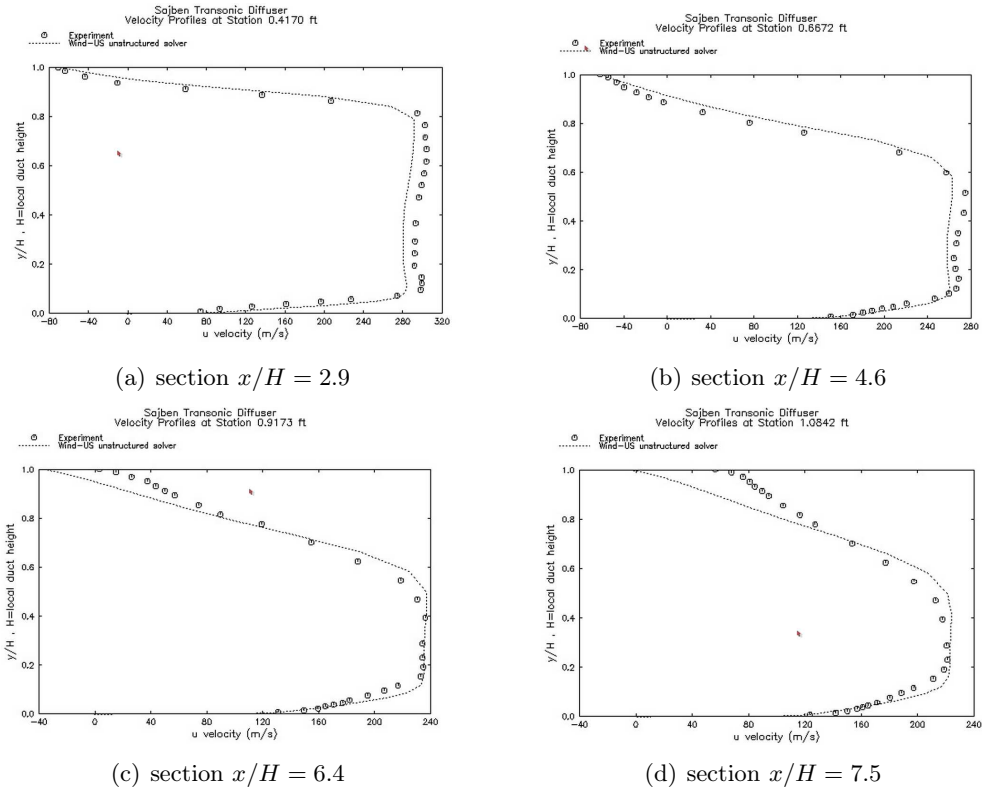 Sajben Transonic Diffuser
Velocity Profiles at Station 0.4170 ft
Experiment
Wind-US unstructured solver
y/H , H=local duct height
1.0
0.8
0.6
0.4
0.2
0.0
-80 -40 0 40 80 120 160 200 240 280 320
u velocity (m/s)
(a) section x/H = 2.9
Sajben Transonic Diffuser
Velocity Profiles at Station 0.6672 ft
Experiment
Wind-US unstructured solver
y/H , H=local duct height
1.0
0.8
0.6
0.4
0.2
0.0
-80 -40 0 40 80 120 160 200 240 280
u velocity (m/s)
(b) section x/H = 4.6
Sajben Transonic Diffuser
Velocity Profiles at Station 0.9173 ft
Experiment
Wind-US unstructured solver
y/H , H=local duct height
1.0
0.8
0.6
0.4
0.2
0.0
-40 0 40 80 120 160 200 240
u velocity (m/s)
(c) section x/H = 6.4
Sajben Transonic Diffuser
Velocity Profiles at Station 1.0842 ft
Experiment
Wind-US unstructured solver
y/H , H=local duct height
1.0
0.8
0.6
0.4
0.2
0.0
-40 0 40 80 120 160 200 240
u velocity (m/s)
(d) section x/H = 7.5